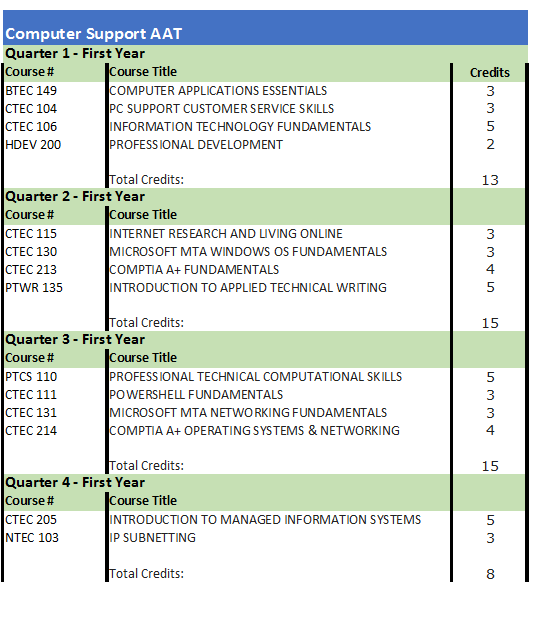 Computer Support AAT
Quarter 1 - First Year
Course # Course Title Credits
BTEC 149 COMPUTER APPLICATIONS ESSENTIALS 3
CTEC 104 PC SUPPORT CUSTOMER SERVICE SKILLS 3
CTEC 106 INFORMATION TECHNOLOGY FUNDAMENTALS 5
HDEV 200 PROFESSIONAL DEVELOPMENT 2
Total Credits: 13
Quarter 2 - First Year
Course # Course Title
CTEC 115 INTERNET RESEARCH AND LIVING ONLINE 3
CTEC 130 MICROSOFT MTA WINDOWS OS FUNDAMENTALS 3
CTEC 213 COMPTIA A+ FUNDAMENTALS 4
PTWR 135 INTRODUCTION TO APPLIED TECHNICAL WRITING 5
Total Credits: 15
Quarter 3 - First Year
Course # Course Title
PTCS 110 PROFESSIONAL TECHNICAL COMPUTATIONAL SKILLS 5
CTEC 111 POWERSHELL FUNDAMENTALS 3
CTEC 131 MICROSOFT MTA NETWORKING FUNDAMENTALS 3
CTEC 214 COMPTIA A+ OPERATING SYSTEMS & NETWORKING 4
Total Credits: 15
Quarter 4 - First Year
Course # Course Title
CTEC 205 INTRODUCTION TO MANAGED INFORMATION SYSTEMS 5
NTEC 103 IP SUBNETTING 3
Total Credits: 8